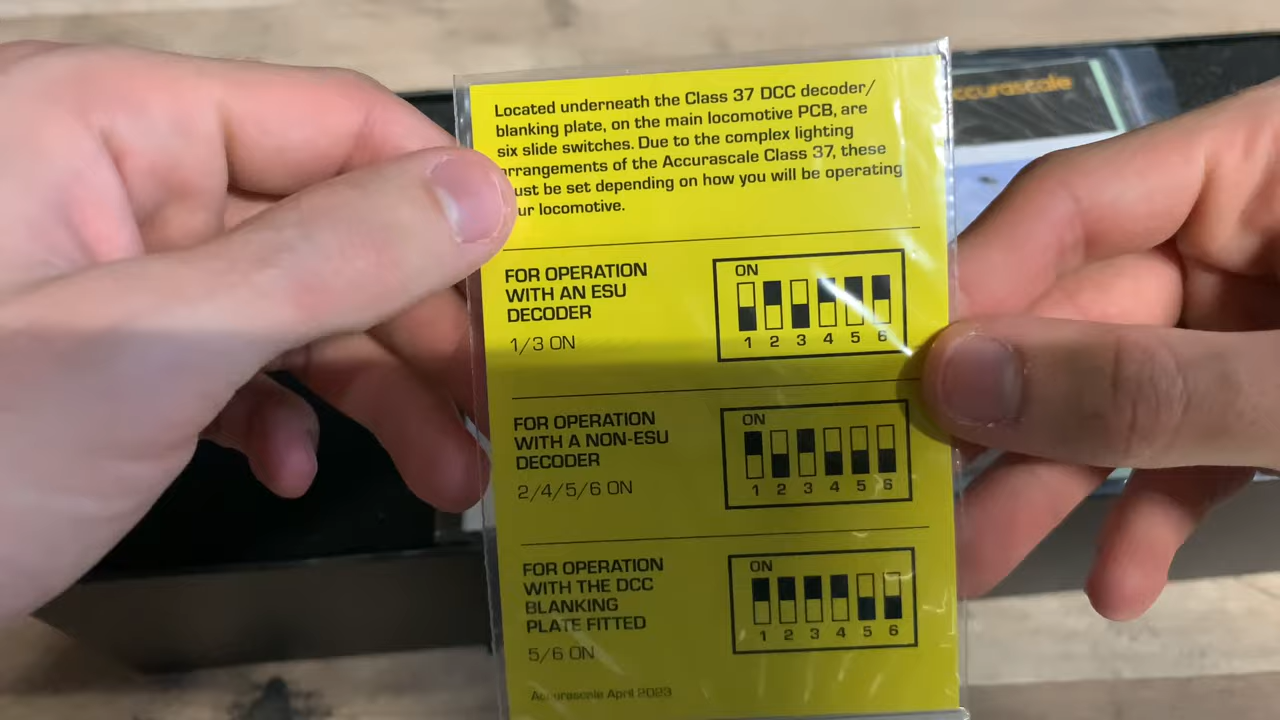 Located underneath the Class 37 DCC decoder/
blanking plate, on the main locomotive PCB, are
six slide switches. Due to the complex lighting
rrangements of the Accurascale Class 37, these
ust be set depending on how you will be operating
ur locomotive.
FOR OPERATION
WITH AN ESU
DECODER
1/3 ON
ON
1 2 3 4 5 6
FOR OPERATION
WITH A NON-ESU
DECODER
2/4/5/6 ON
ON
1 2 3 4 5 6
FOR OPERATION
WITH THE DCC
BLANKING
PLATE FITTED
5/6 ON
ON
1 2 3 4 5 6
Accurascale April 2023
accurascale